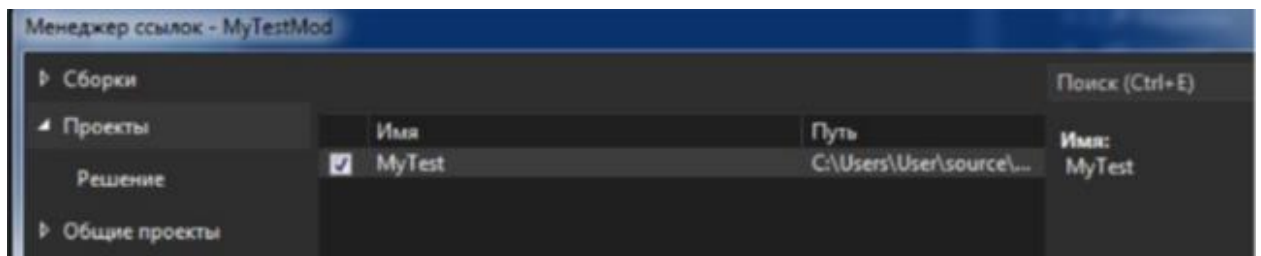 Менеджер ссылок - MyTestMod
Сборки
Поиск (Ctrl+E)
Проекты
Имя
Путь
Имя:
MyTest
C:\Users\User\source\...
MyTest
Решение
Общие проекты